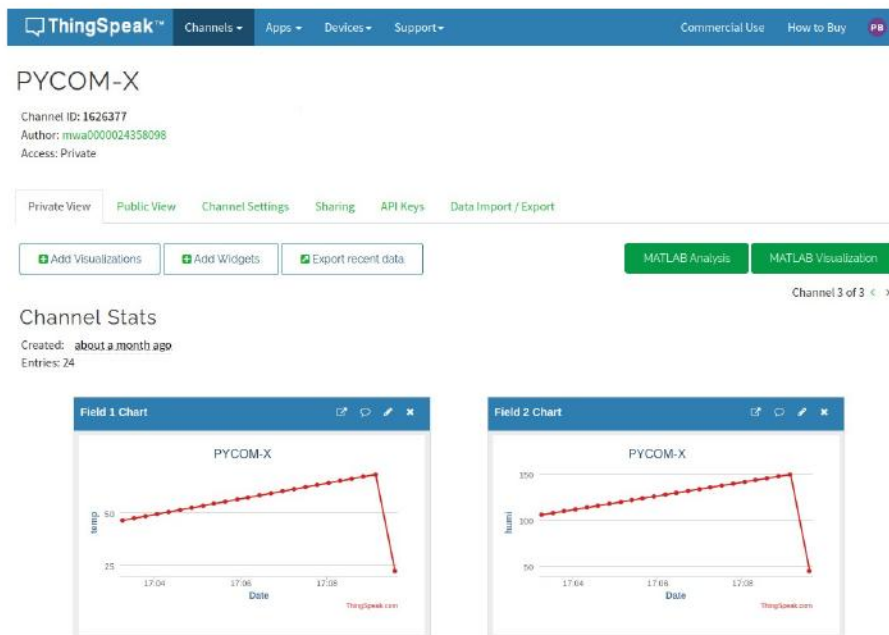 ThingSpeak™ Channels Apps Devices Support Commercial Use How to Buy PB
PYCOM-X
Channel ID: 1626377
Author: mwa0000024358098
Access: Private
Private View Public View Channel Settings Sharing API Keys Data Import / Export
Add Visualizations Add Widgets Export recent data MATLAB Analysis MATLAB Visualization
Channel 3 of 3 < >
Channel Stats
Created: about a month ago
Entries: 24
Field 1 Chart
PYCOM-X
temp
50
25
17:04 17:06 17:08
Date
ThingSpeak.com
Field 2 Chart
PYCOM-X
humi
150
100
50
17:04 17:06 17:08
Date
ThingSpeak.com